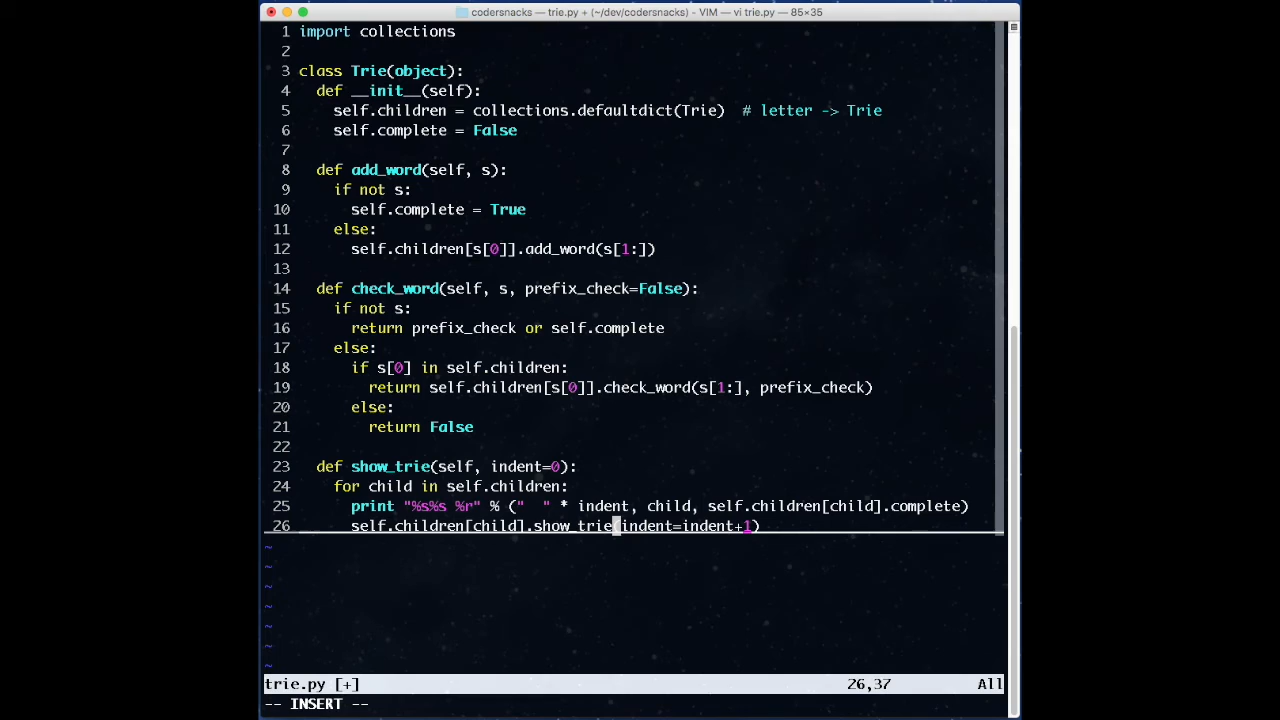 codersnacks — trie.py + (~/dev/codersnacks) - VIM — vi trie.py — 85×35
1 import collections
2
3 class Trie(object):
4   def __init__(self):
5     self.children = collections.defaultdict(Trie)  # letter -> Trie
6     self.complete = False
7
8   def add_word(self, s):
9     if not s:
10       self.complete = True
11     else:
12       self.children[s[0]].add_word(s[1:])
13
14   def check_word(self, s, prefix_check=False):
15     if not s:
16       return prefix_check or self.complete
17     else:
18       if s[0] in self.children:
19         return self.children[s[0]].check_word(s[1:], prefix_check)
20       else:
21         return False
22
23   def show_trie(self, indent=0):
24     for child in self.children:
25       print "%s%s %r" % ("  " * indent, child, self.children[child].complete)
26       self.children[child].show_trie(indent=indent+1)
~
~
~
~
~
~
~
trie.py [+] 26,37 All
-- INSERT --